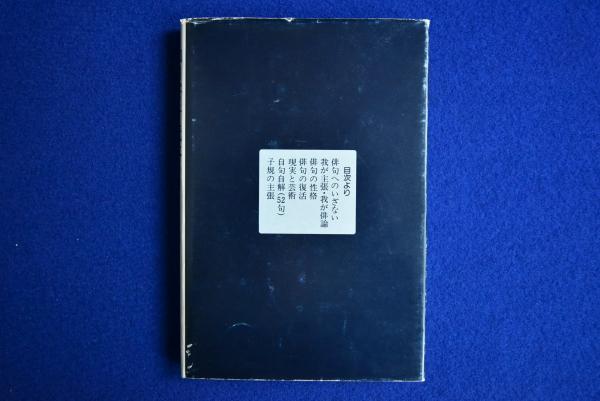 目次より
俳句へのいざない
我が主張・我が俳論
俳句の性格
俳句の復活
現実と芸術
自句自解(52句)
子規の主張